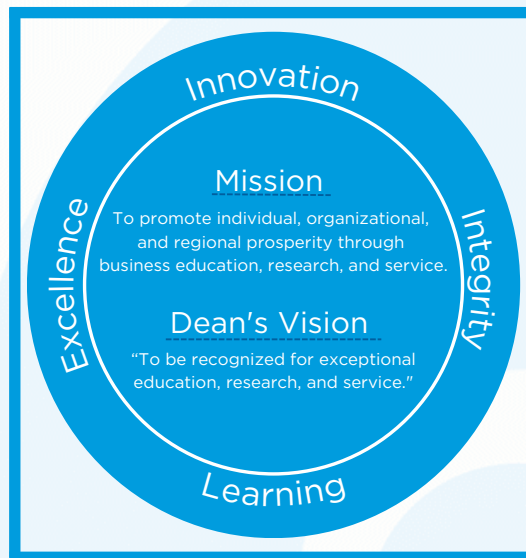 Innovation
Excellence
Integrity
Mission
To promote individual, organizational,
and regional prosperity through
business education, research, and service.
Dean's Vision
“To be recognized for exceptional
education, research, and service."
Learning